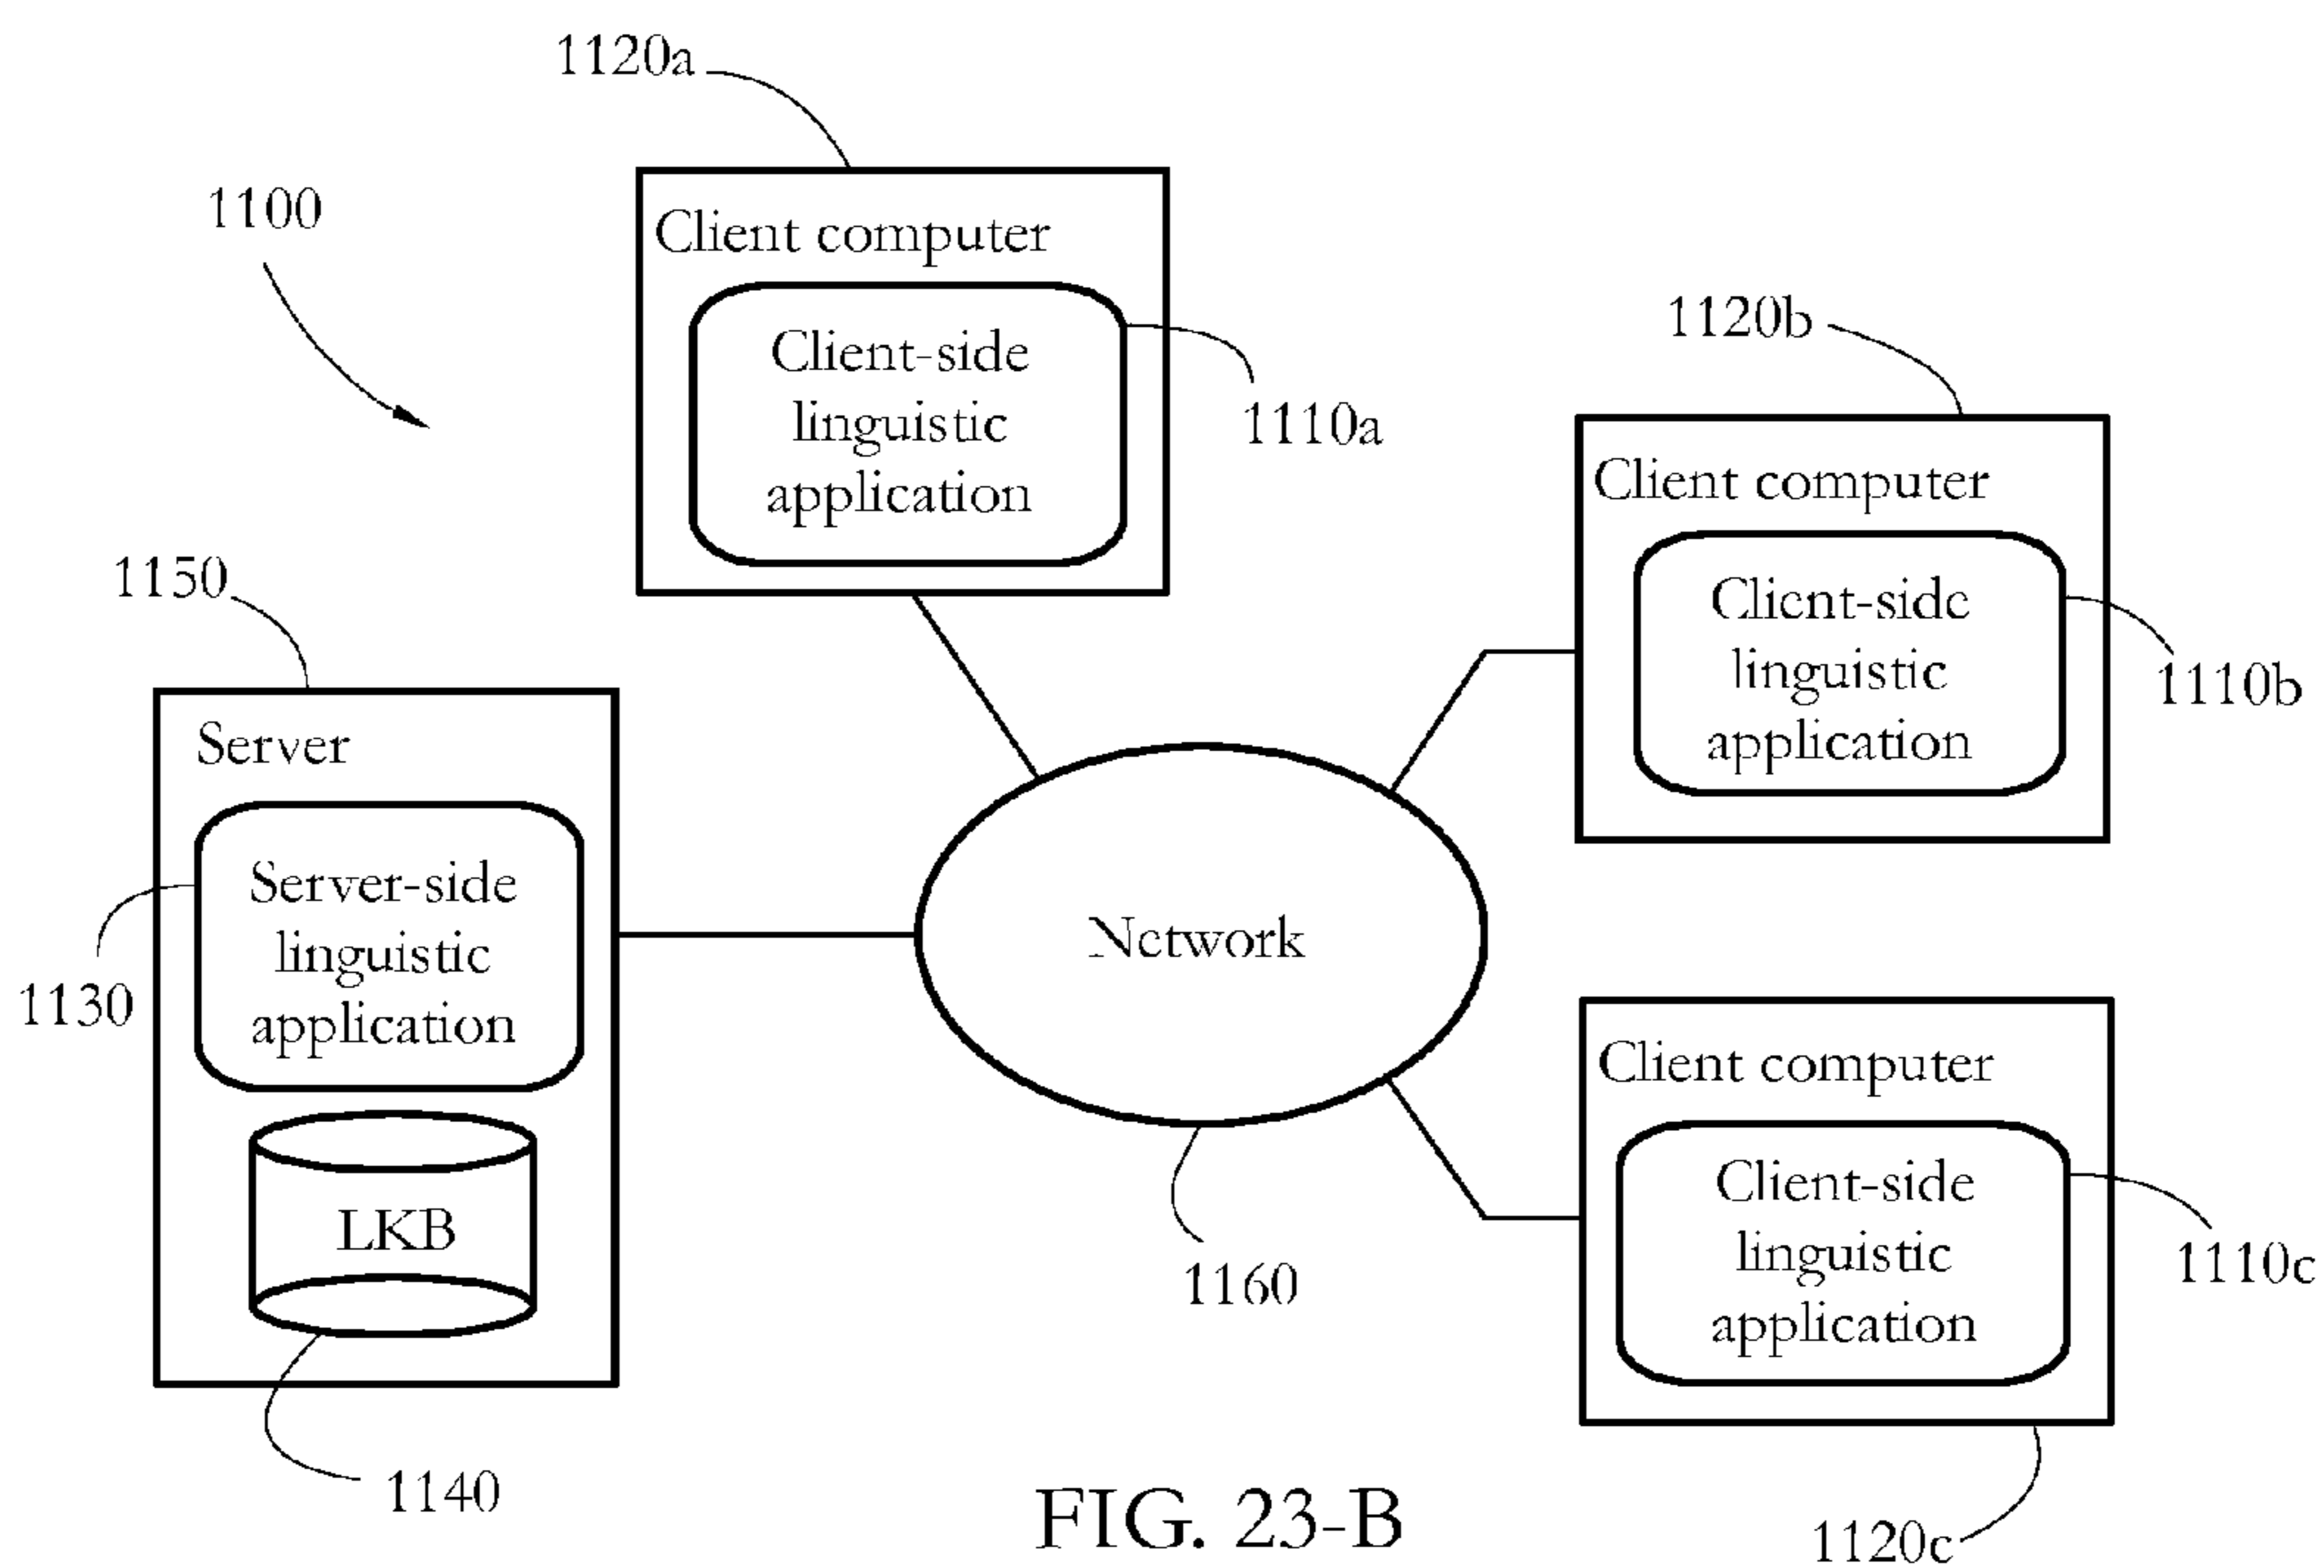 1120a
1100
Client computer
Client-side
linguistic
application
1110a
1120b
Client computer
Client-side
linguistic
application
1110b
1150
Server
Server-side
linguistic
application
1130
LKB
1140
Network
1160
Client computer
Client-side
linguistic
application
1110c
1120c
FIG. 23-B